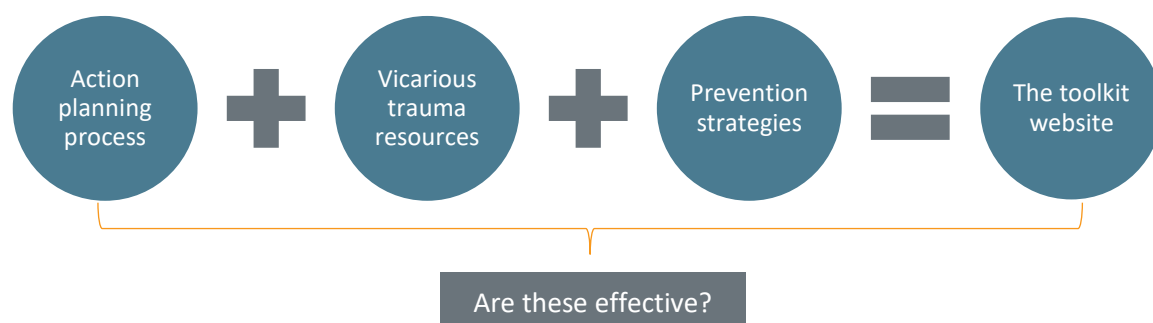 Action
planning
process
Vicarious
trauma
resources
Prevention
strategies
The toolkit
website
Are these effective?